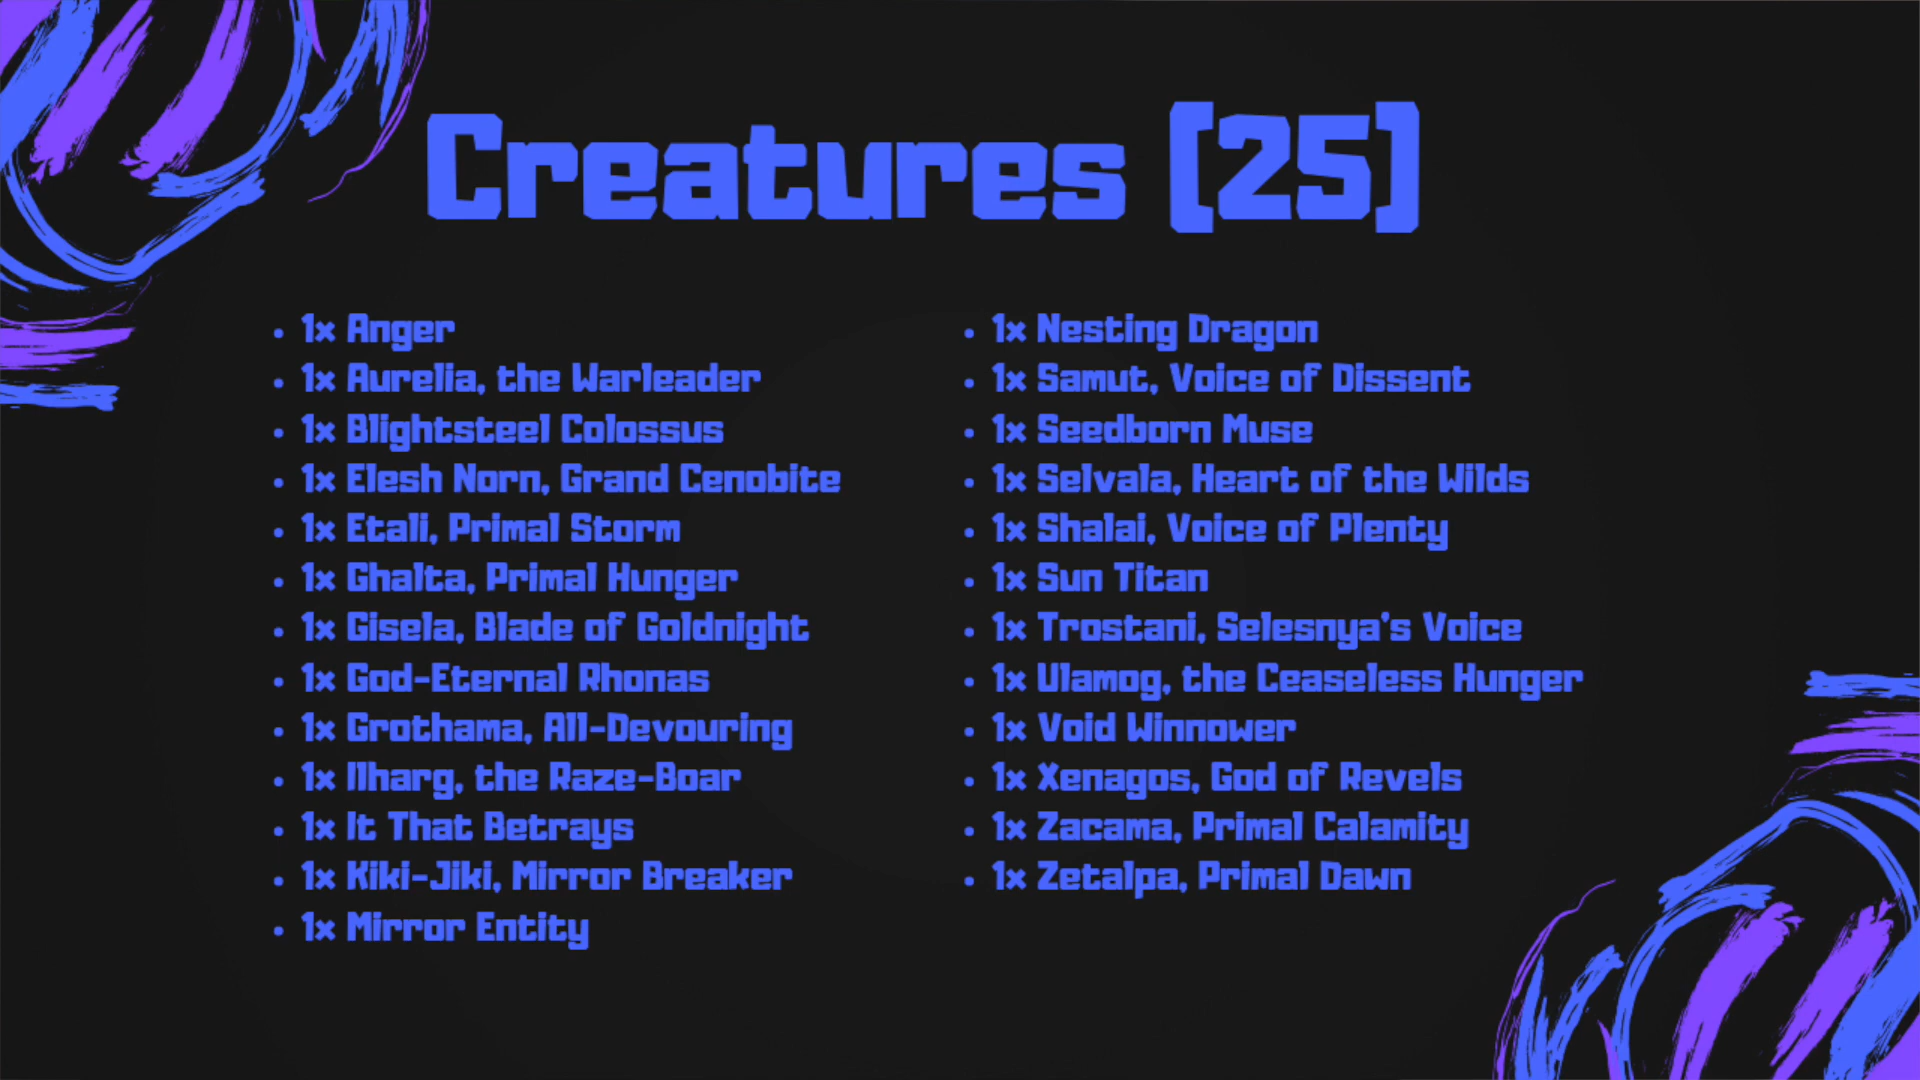 Creatures [25]
• 1x Anger
• 1x Aurelia, the Warleader
• 1x Blightsteel Colossus
• 1x Elesh Norn, Grand Cenobite
• 1x Etali, Primal Storm
• 1x Ghalta, Primal Hunger
• 1x Gisela, Blade of Goldnight
• 1x God-Eternal Rhonas
• 1x Grothama, All-Devouring
• 1x Ilharg, the Raze-Boar
• 1x It That Betrays
• 1x Kiki-Jiki, Mirror Breaker
• 1x Mirror Entity
• 1x Nesting Dragon
• 1x Samut, Voice of Dissent
• 1x Seedborn Muse
• 1x Selvala, Heart of the Wilds
• 1x Shalai, Voice of Plenty
• 1x Sun Titan
• 1x Trostani, Selesnya's Voice
• 1x Ulamog, the Ceaseless Hunger
• 1x Void Winnower
• 1x Xenagos, God of Revels
• 1x Zacama, Primal Calamity
• 1x Zetalpa, Primal Dawn